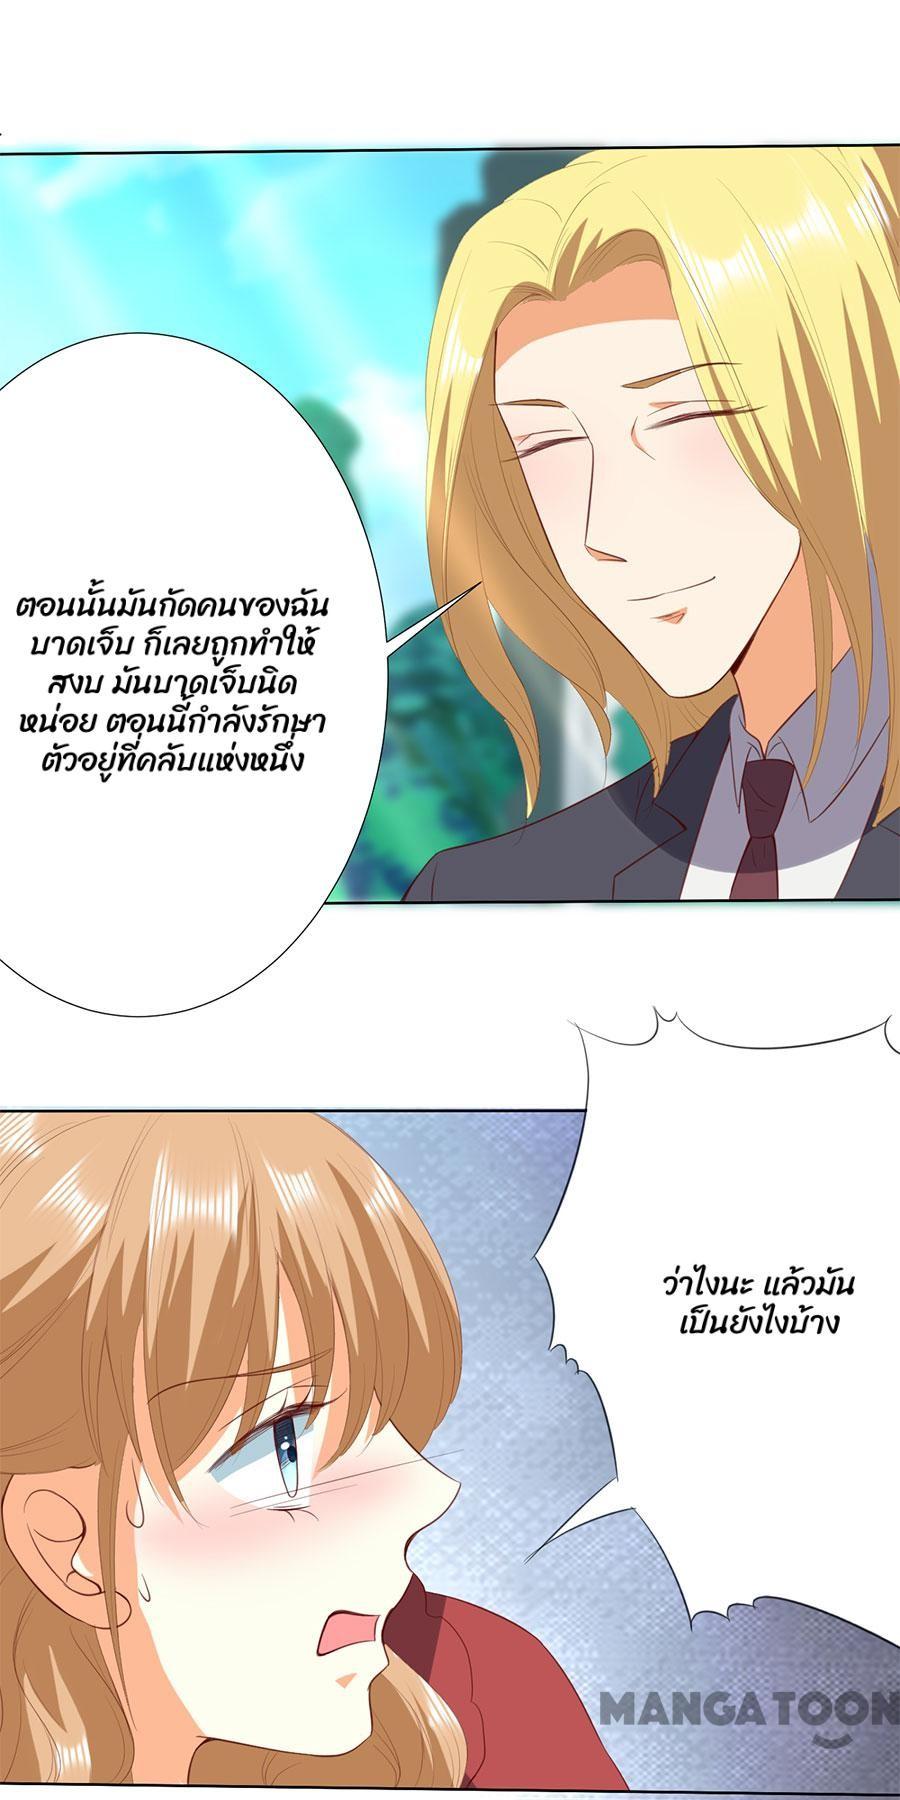 ตอนนั้นมันกัดคนของฉัน
บาดเจ็บ ก็เลยถูกทำให้
สงบ มันบาดเจ็บนิด
หน่อย ตอนนี้กำลังรักษา
ตัวอยู่ที่คลับแห่งหนึ่ง
ว่าไงนะ แล้วมัน
เป็นยังไงบ้าง
MANGATOON